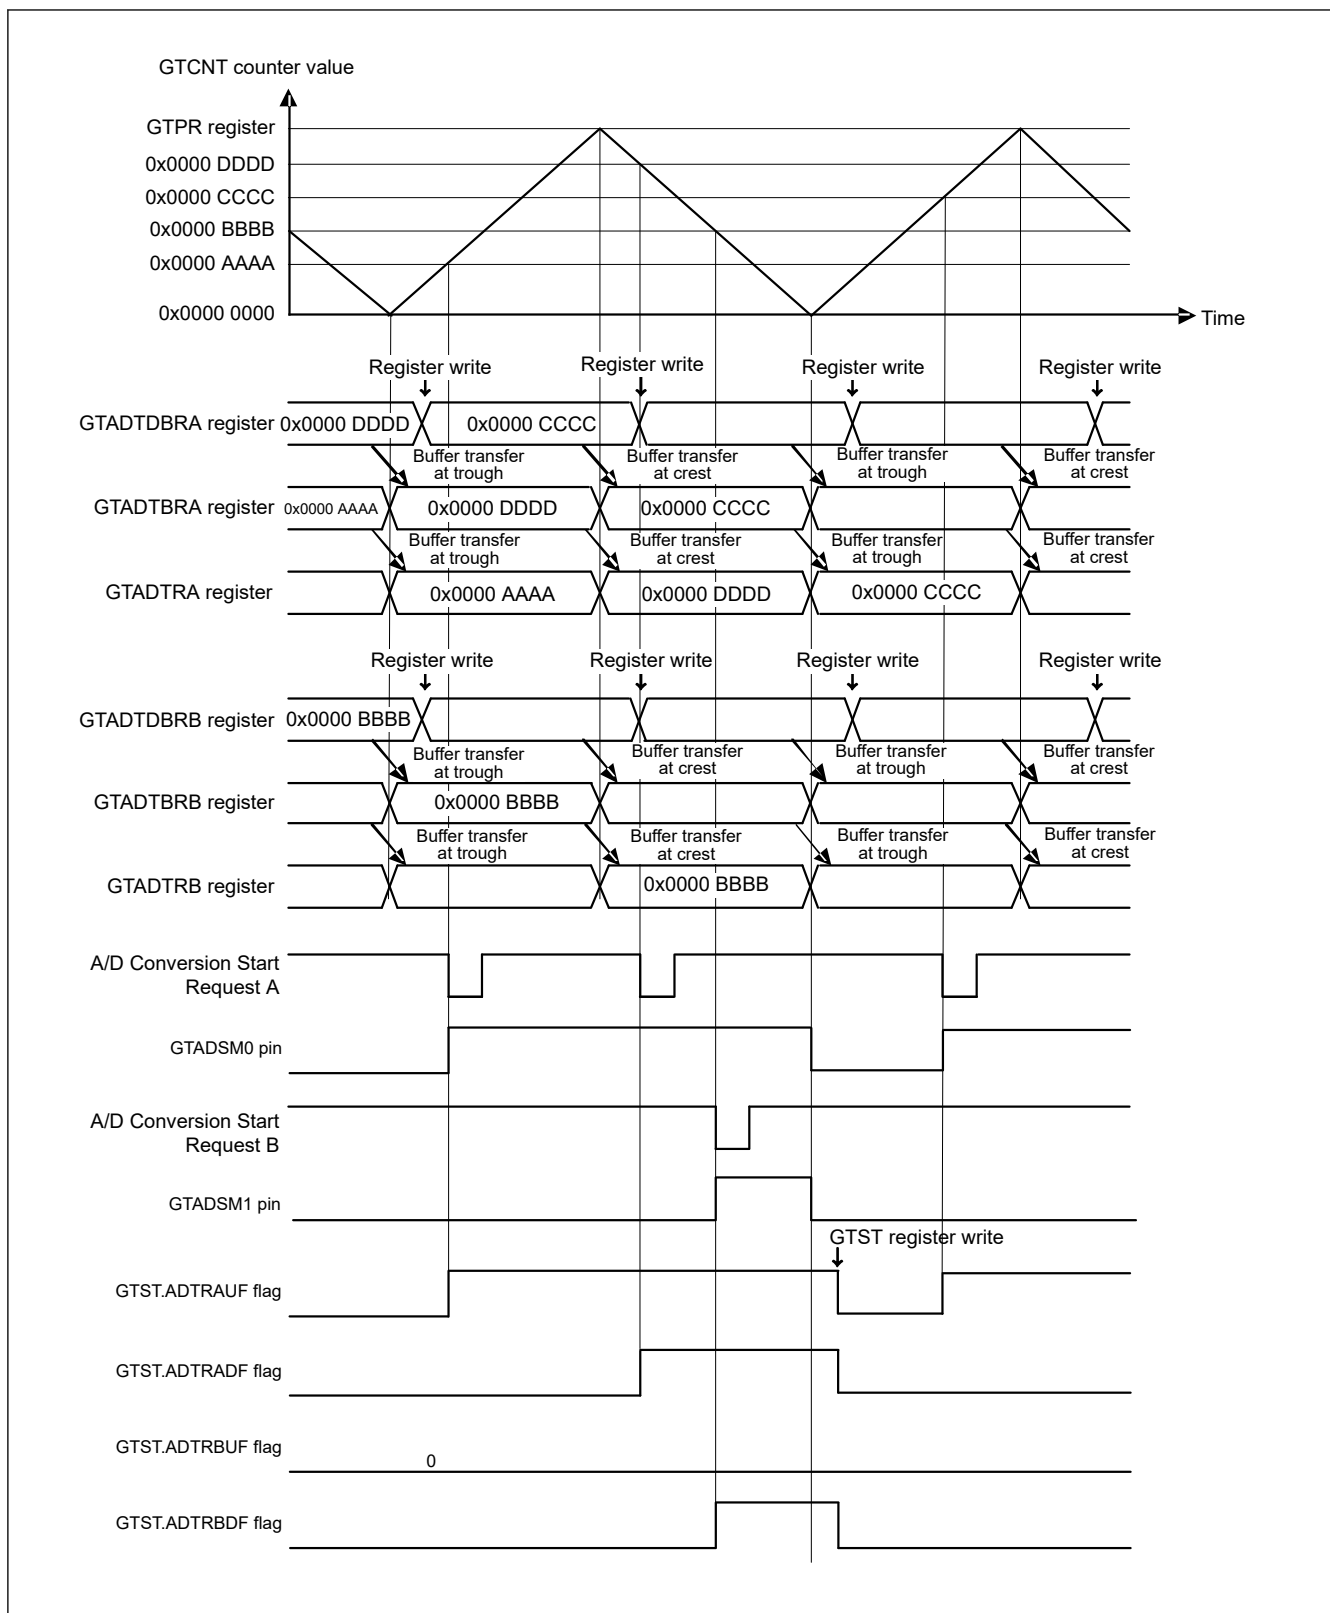 GTCNT counter value
GTPR register
0x0000 DDDD
0x0000 CCCC
0x0000 BBBB
0x0000 AAAA
0x0000 0000
Time
Register write Register write Register write Register write
GTADTDBRA register 0x0000 DDDD 0x0000 CCCC
Buffer transfer at trough
Buffer transfer at crest
Buffer transfer at trough
Buffer transfer at crest
GTADTBRA register 0x0000 AAAA 0x0000 DDDD 0x0000 CCCC
Buffer transfer at trough
Buffer transfer at crest
Buffer transfer at trough
Buffer transfer at crest
GTADTRA register 0x0000 AAAA 0x0000 DDDD 0x0000 CCCC
Register write Register write Register write Register write
GTADTDBRB register 0x0000 BBBB
Buffer transfer at trough
Buffer transfer at crest
Buffer transfer at trough
Buffer transfer at crest
GTADTBRB register 0x0000 BBBB
Buffer transfer at trough
Buffer transfer at crest
Buffer transfer at trough
Buffer transfer at crest
GTADTRB register 0x0000 BBBB
A/D Conversion Start
Request A
GTADSM0 pin
A/D Conversion Start
Request B
GTADSM1 pin
GTST register write
GTST.ADTRAUF flag
GTST.ADTRADF flag
GTST.ADTRBUF flag
0
GTST.ADTRBDF flag